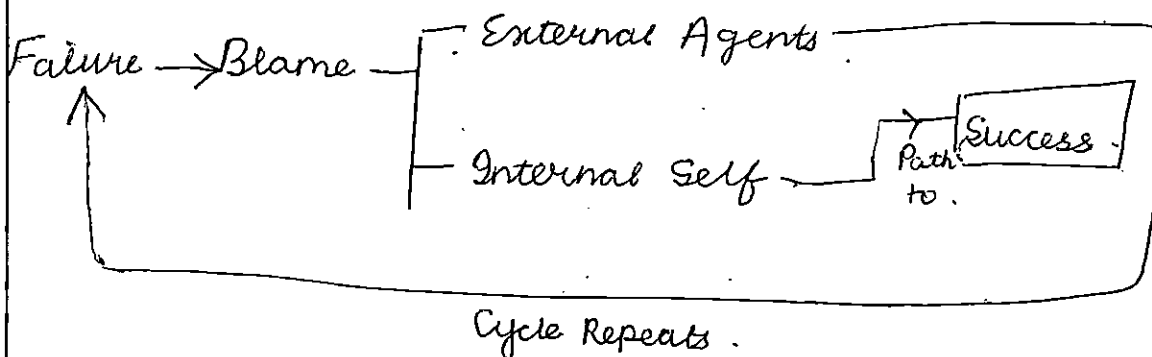 External Agents
Falure → Blame
Success.
Internal Self
Path
to.
Cycle Repeats.